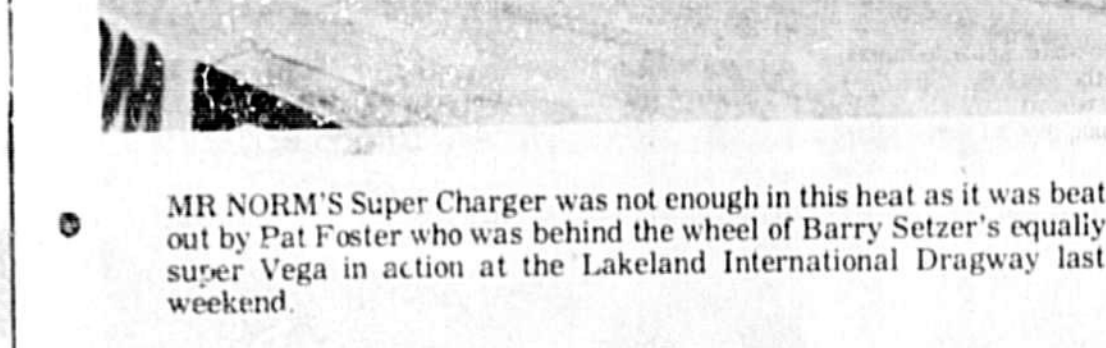 MR NORM'S Super Charger was not enough in this heat as it was beat
out by Pat Foster who was behind the wheel of Barry Setzer's equally
super Vega in action at the Lakeland International Dragway last
weekend.